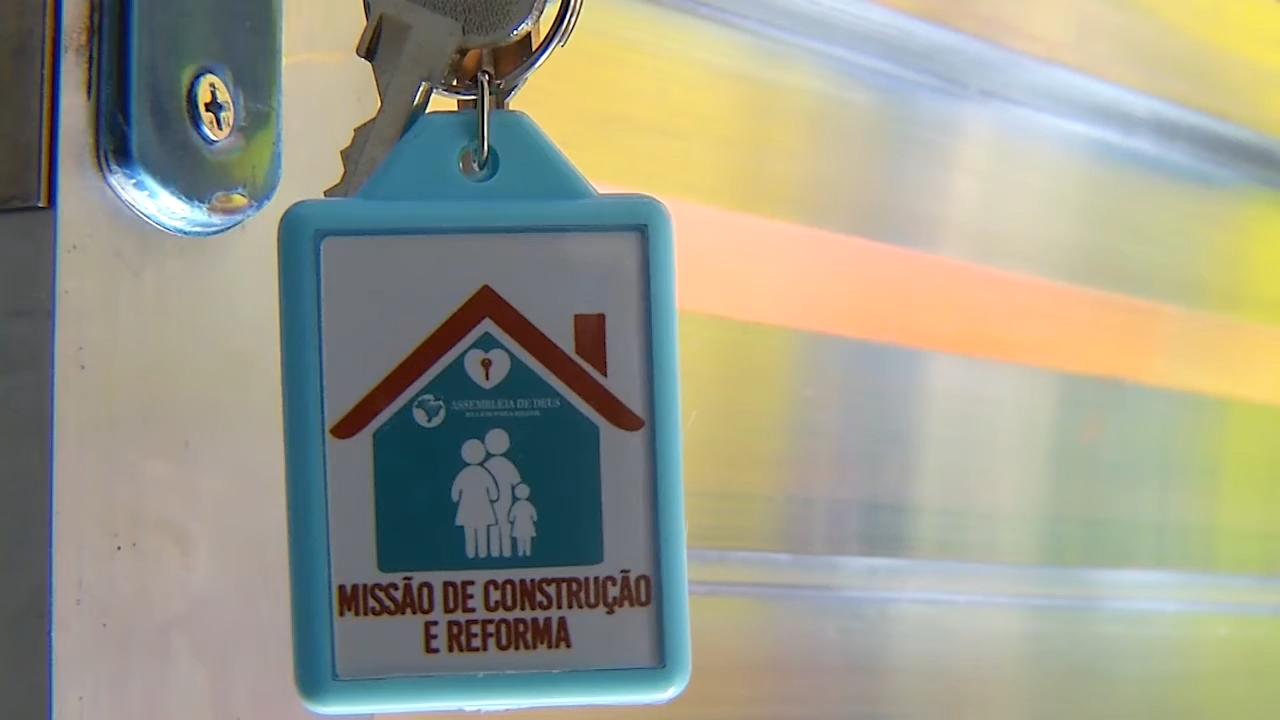 ASSEMBLEIA DE DEUS
MISSÃO DE CONSTRUÇÃO
E REFORMA